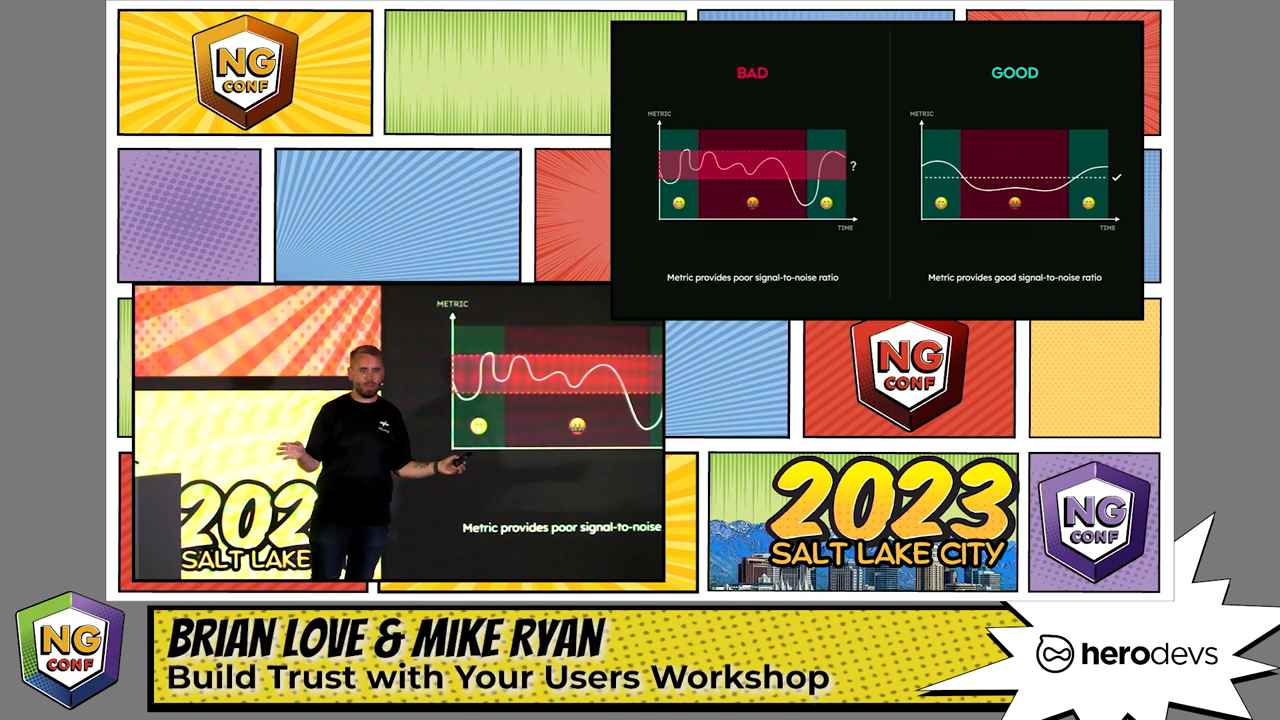 NG
CONF
BAD
GOOD
METRIC
METRIC
?
TIME
TIME
Metric provides poor signal-to-noise ratio
Metric provides good signal-to-noise ratio
METRIC
Metric provides poor signal-to-noise
202
SALT LAKE
NG
CONF
2023
SALT LAKE CITY
NG
CONF
NG
CONF
BRIAN LOVE & MIKE RYAN
Build Trust with Your Users Workshop
herodevs